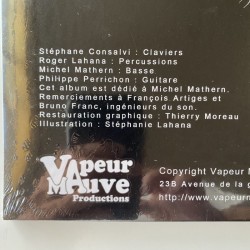 Stéphane Consalvi : Claviers
Roger Lahana : Percussions
Michel Mathern : Basse
Philippe Perrichon : Guitare
Cet album est dédié à Michel Mathern.
Remerciements à François Artiges et
Bruno Franc, ingénieurs du son.
Restauration graphique : Thierry Moreau
Illustration : Stéphanie Lahana
Vapeur
Mauve
Productions
Copyright Vapeur
23B Avenue de la
http://www.vapeurm